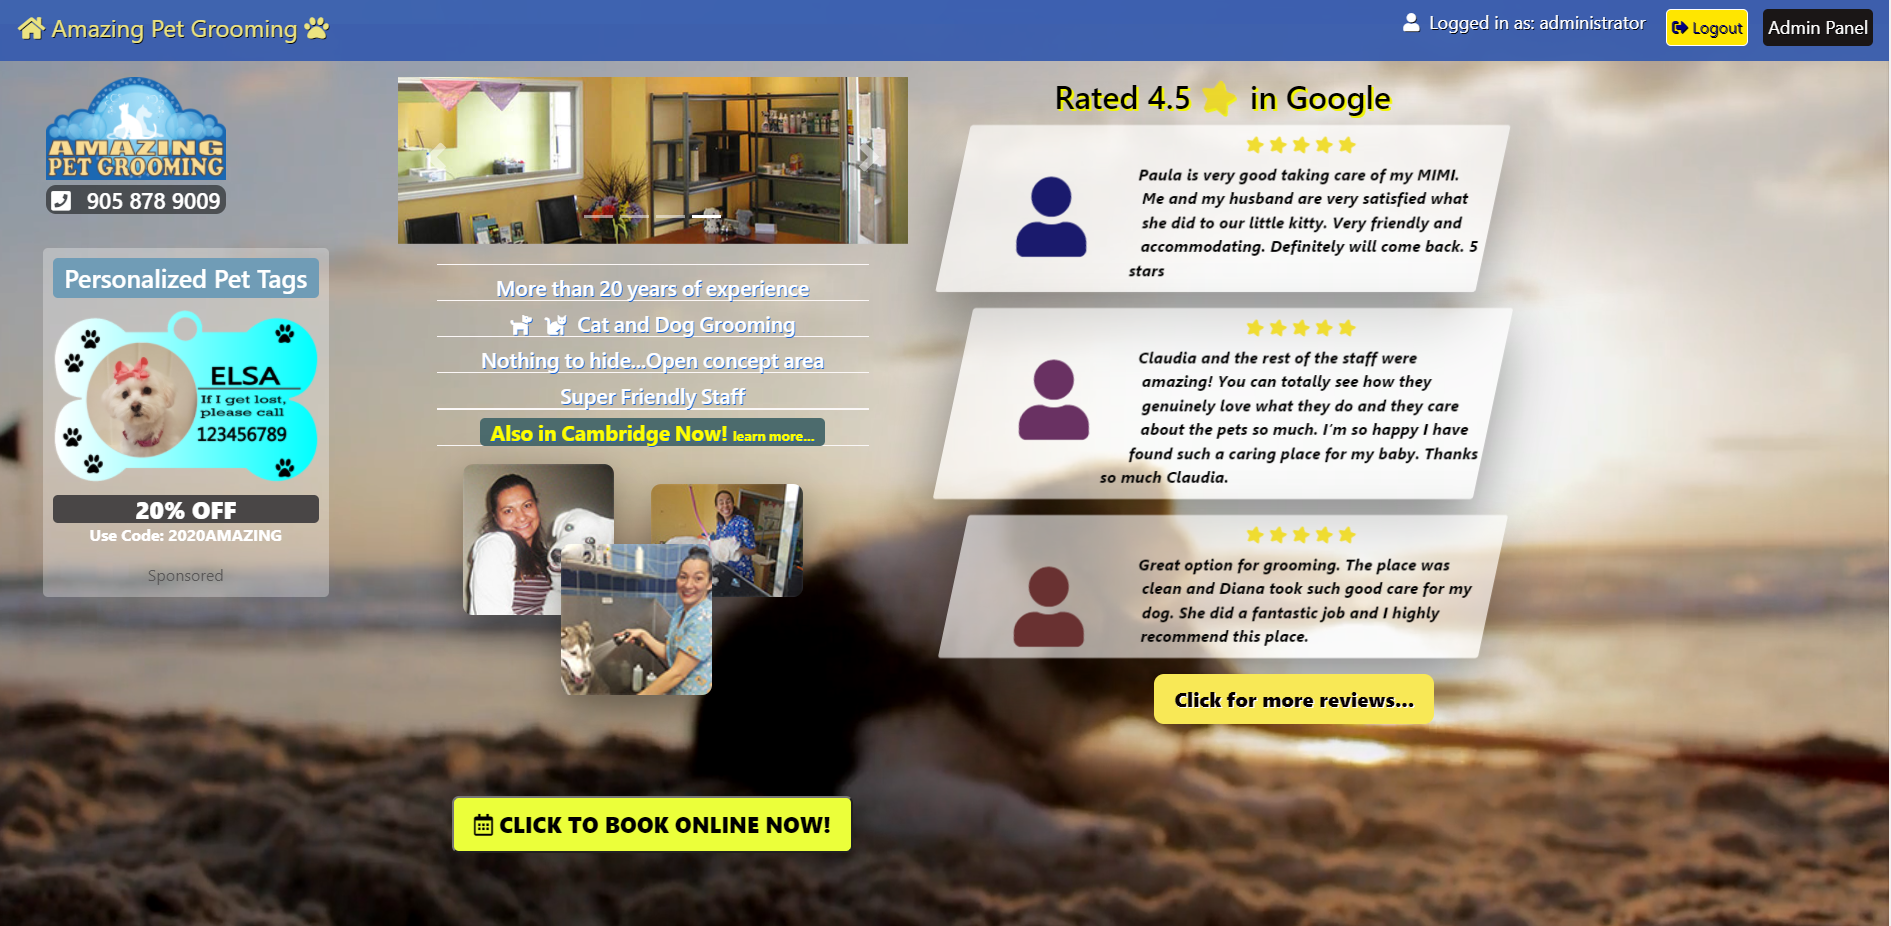 Amazing Pet Grooming
Logged in as: administrator
Logout
Admin Panel
AMAZING
PET GROOMING
905 878 9009
Personalized Pet Tags
ELSA
If I get lost,
please call
123456789
20% OFF
Use Code: 2020AMAZING
Sponsored
More than 20 years of experience
Cat and Dog Grooming
Nothing to hide...Open concept area
Super Friendly Staff
Also in Cambridge Now! learn more...
CLICK TO BOOK ONLINE NOW!
Rated 4.5 in Google
Paula is very good taking care of my MIMI.
Me and my husband are very satisfied what
she did to our little kitty. Very friendly and
accommodating. Definitely will come back. 5
stars
Claudia and the rest of the staff were
amazing! You can totally see how they
genuinely love what they do and they care
about the pets so much. I'm so happy I have
found such a caring place for my baby. Thanks
so much Claudia.
Great option for grooming. The place was
clean and Diana took such good care for my
dog. She did a fantastic job and I highly
recommend this place.
Click for more reviews...